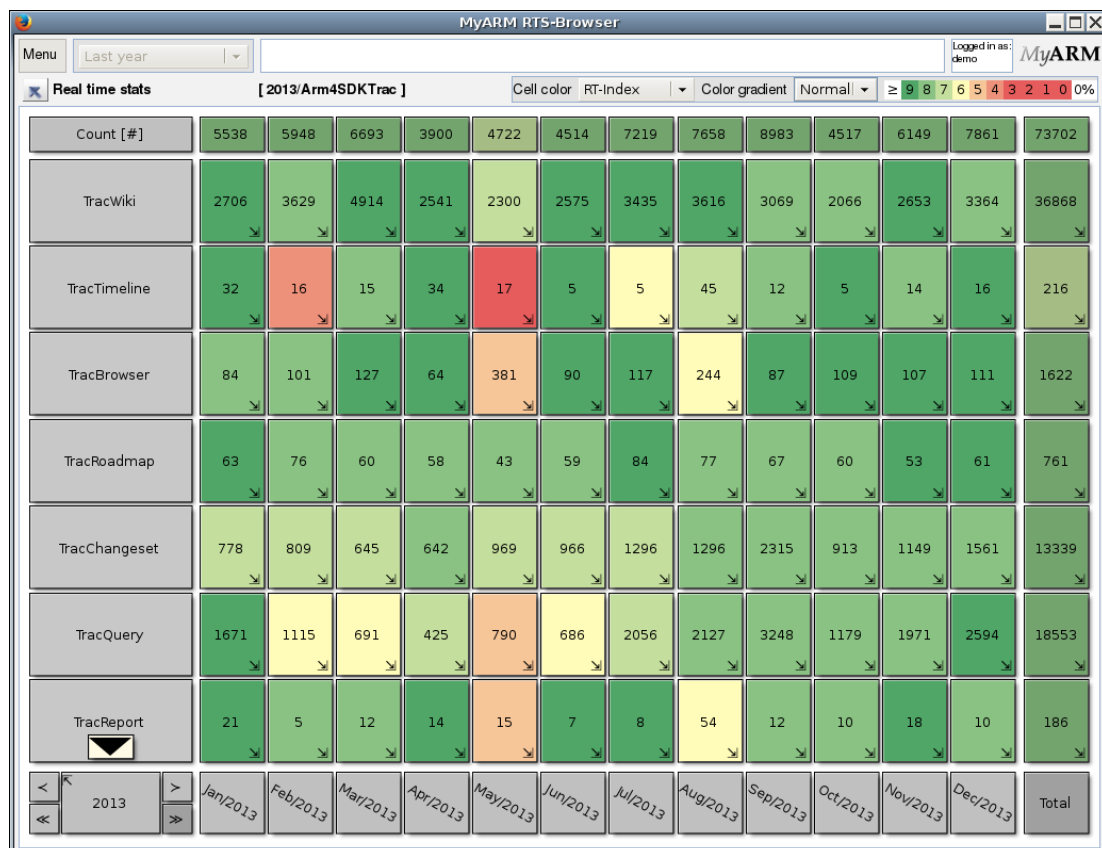 MyARM RTS-Browser
Menu Last year Logged in as: demo MyARM
Real time stats [ 2013/Arm4SDKTrac ] Cell color RT-Index Color gradient Normal ≥ 9 8 7 6 5 4 3 2 1 0 0%
Count [#] 5538 5948 6693 3900 4722 4514 7219 7658 8983 4517 6149 7861 73702
TracWiki 2706 3629 4914 2541 2300 2575 3435 3616 3069 2066 2653 3364 36868
TracTimeline 32 16 15 34 17 5 5 45 12 5 14 16 216
TracBrowser 84 101 127 64 381 90 117 244 87 109 107 111 1622
TracRoadmap 63 76 60 58 43 59 84 77 67 60 53 61 761
TracChangeset 778 809 645 642 969 966 1296 1296 2315 913 1149 1561 13339
TracQuery 1671 1115 691 425 790 686 2056 2127 3248 1179 1971 2594 18553
TracReport 21 5 12 14 15 7 8 54 12 10 18 10 186
< 2013 > Jan/2013 Feb/2013 Mar/2013 Apr/2013 May/2013 Jun/2013 Jul/2013 Aug/2013 Sep/2013 Oct/2013 Nov/2013 Dec/2013 Total
≪ ≫